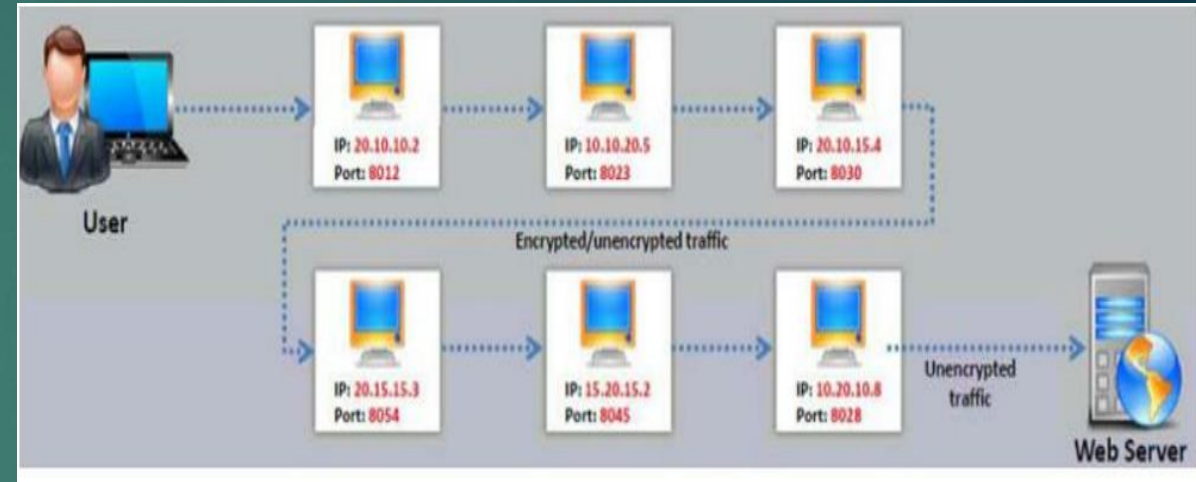 IP: 20.10.10.2
Port: 8012
IP: 10.10.20.5
Port: 8023
IP: 20.10.15.4
Port: 8030
User
Encrypted/unencrypted traffic
IP: 20.15.15.3
Port: 8054
IP: 15.20.15.2
Port: 8045
IP: 10.20.10.8
Port: 8028
Unencrypted
traffic
Web Server